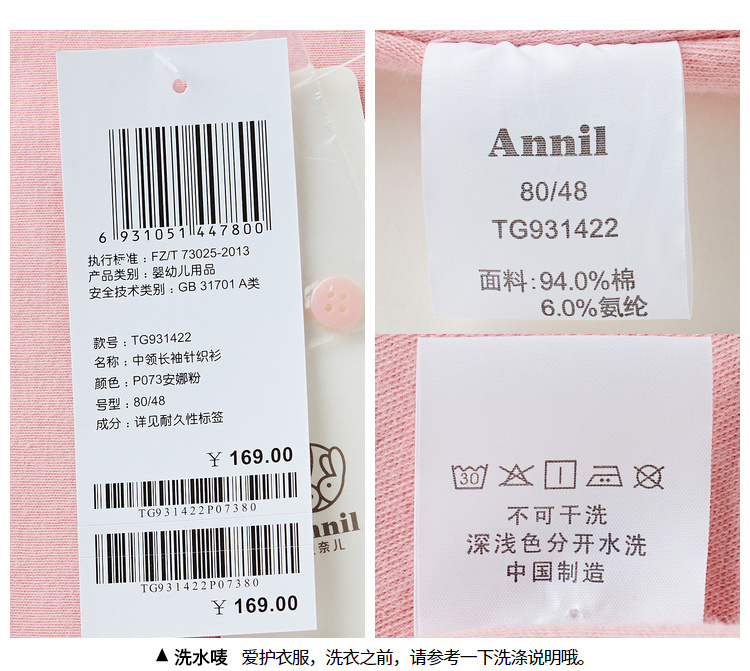 6 931051 447800
执行标准：FZ/T 73025-2013
产品类别：婴幼儿用品
安全技术类别：GB 31701 A类
款号：TG931422
名称：中领长袖针织衫
颜色：P073安娜粉
号型：80/48
成分：详见耐久性标签
￥ 169.00
TG931422P07380
TG931422P07380
￥ 169.00
nnil
奈儿
Annil
80/48
TG931422
面料：94.0%棉
6.0%氨纶
30
不可干洗
深浅色分开水洗
中国制造
▲ 洗水唛 爱护衣服，洗衣之前，请参考一下洗涤说明哦。